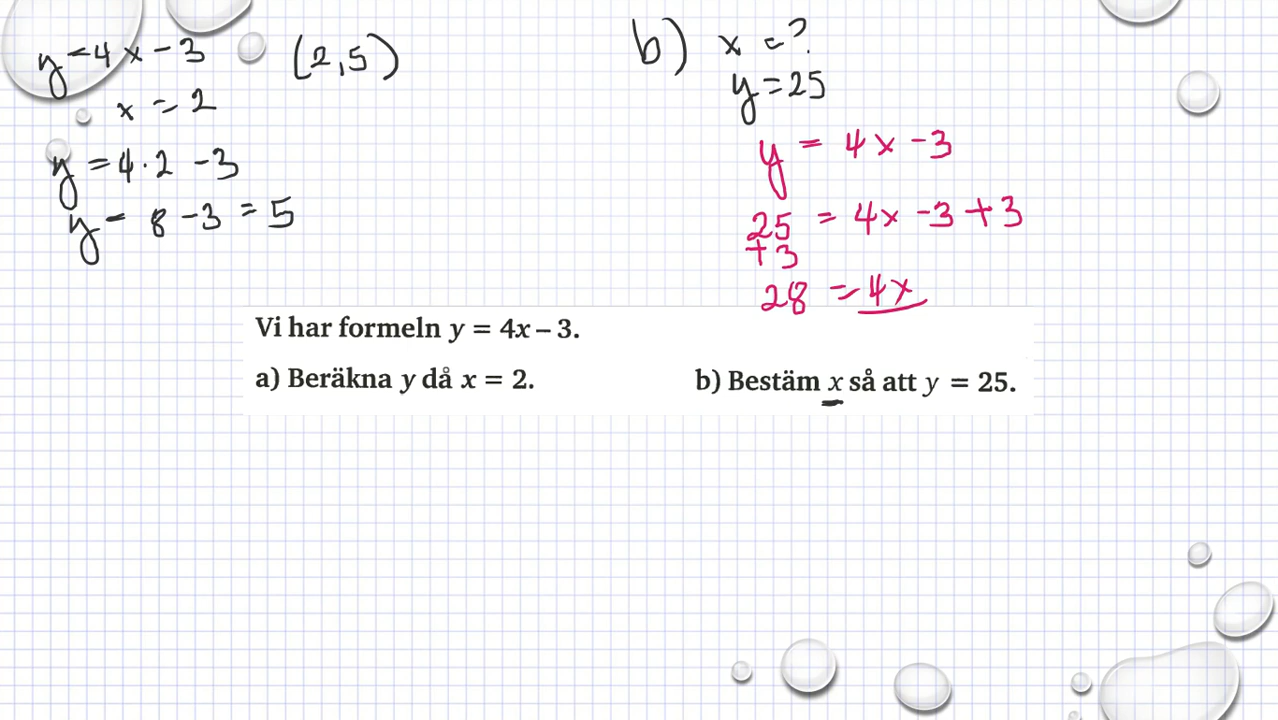 y = 4x - 3
(2,5)
x = 2
y = 4·2 - 3
y = 8 - 3 = 5
b) x = ?
y = 25
y = 4x - 3
25 = 4x - 3 + 3
+3
28 = 4x
Vi har formeln y = 4x – 3.
a) Beräkna y då x = 2.
b) Bestäm x så att y = 25.